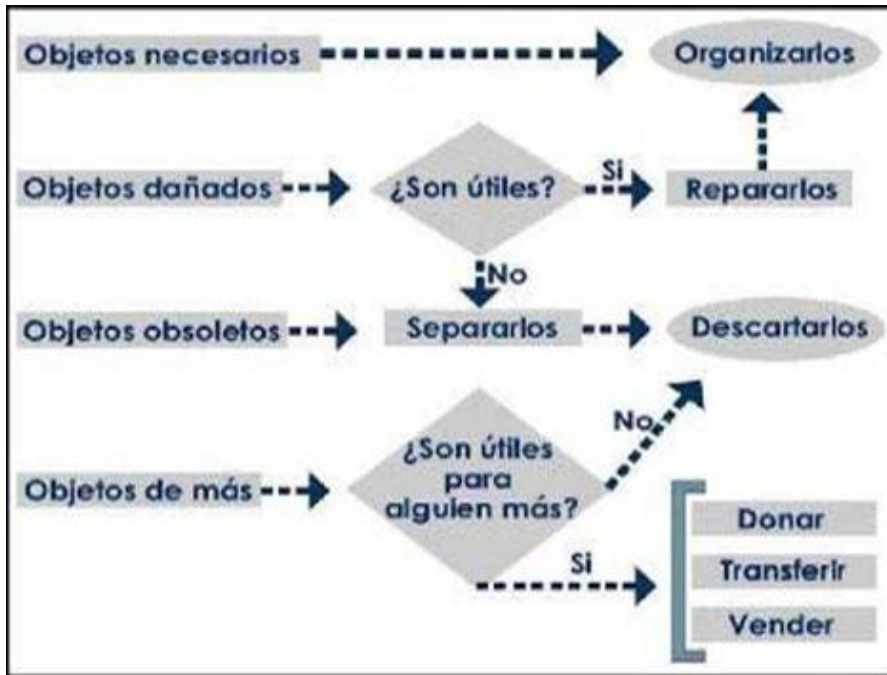 Objetos necesarios
Organizarlos
Objetos dañados
¿Son útiles?
Si
Repararlos
No
Objetos obsoletos
Separarlos
Descartarlos
Objetos de más
¿Son útiles
para
alguien más?
No
Si
Donar
Transferir
Vender